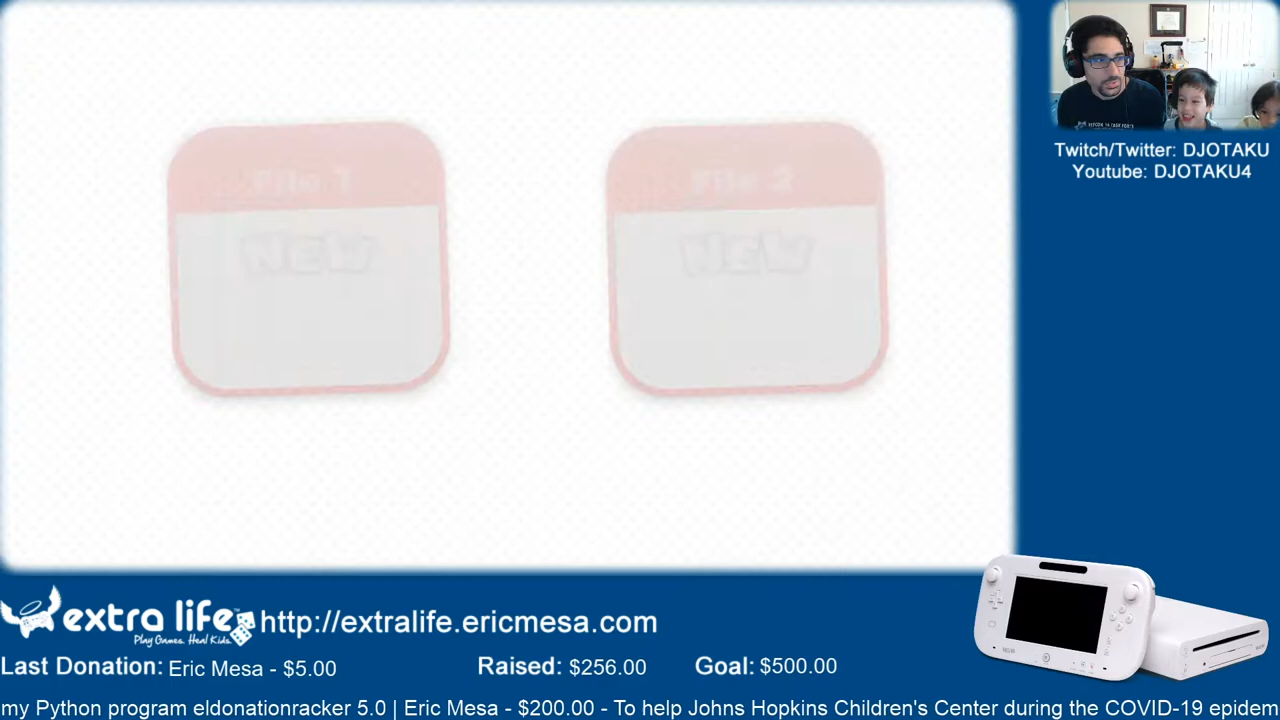 File 1
NEW
File 2
NEW
Twitch/Twitter: DJOTAKU
Youtube: DJOTAKU4
extra life
Play Games. Heal Kids.
http://extralife.ericmesa.com
Last Donation: Eric Mesa - $5.00
Raised: $256.00
Goal: $500.00
my Python program eldonationracker 5.0 | Eric Mesa - $200.00 - To help Johns Hopkins Children's Center during the COVID-19 epidem